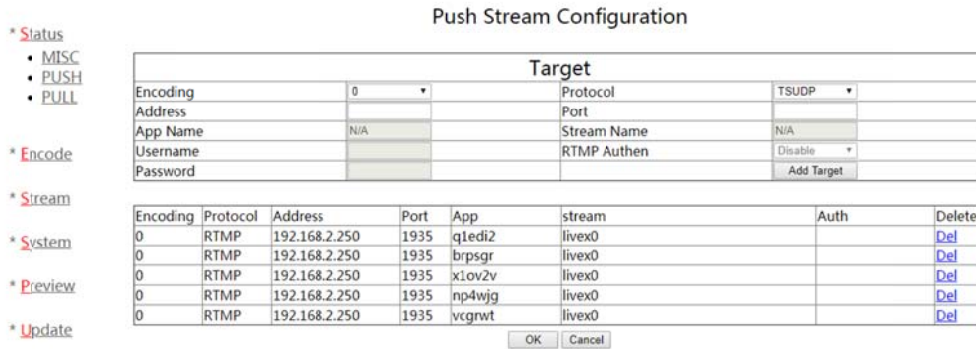 Push Stream Configuration
* Status
• MISC
• PUSH
• PULL
* Encode
* Stream
* System
* Preview
* Update
Target
Encoding 0 Protocol TSUDP
Address Port
App Name N/A Stream Name N/A
Username RTMP Authen Disable
Password Add Target
Encoding Protocol Address Port App stream Auth Delete
0 RTMP 192.168.2.250 1935 q1edi2 livex0 Del
0 RTMP 192.168.2.250 1935 brpsgr livex0 Del
0 RTMP 192.168.2.250 1935 x1ov2v livex0 Del
0 RTMP 192.168.2.250 1935 np4wjg livex0 Del
0 RTMP 192.168.2.250 1935 vcgrwt livex0 Del
OK Cancel